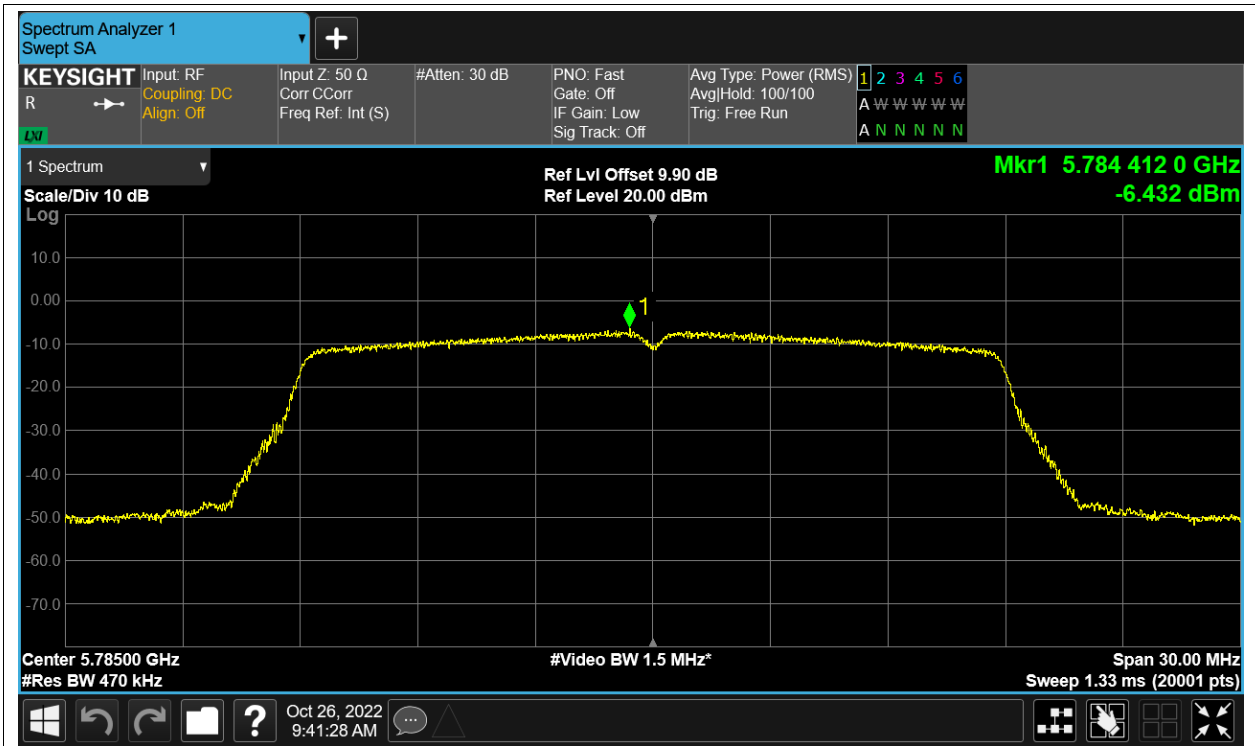 Spectrum Analyzer 1
Swept SA
KEYSIGHT Input: RF Input Z: 50 Ω #Atten: 30 dB PNO: Fast Avg Type: Power (RMS) 1 2 3 4 5 6
R Coupling: DC Corr CCorr Gate: Off Avg|Hold: 100/100
Align: Off Freq Ref: Int (S) IF Gain: Low Trig: Free Run A W W W W W
LXI Sig Track: Off A N N N N N
1 Spectrum Ref Lvl Offset 9.90 dB Mkr1 5.784 412 0 GHz
Scale/Div 10 dB Ref Level 20.00 dBm -6.432 dBm
Log
10.0
0.00
1
-10.0
-20.0
-30.0
-40.0
-50.0
-60.0
-70.0
Center 5.78500 GHz #Video BW 1.5 MHz* Span 30.00 MHz
#Res BW 470 kHz Sweep 1.33 ms (20001 pts)
? Oct 26, 2022
9:41:28 AM